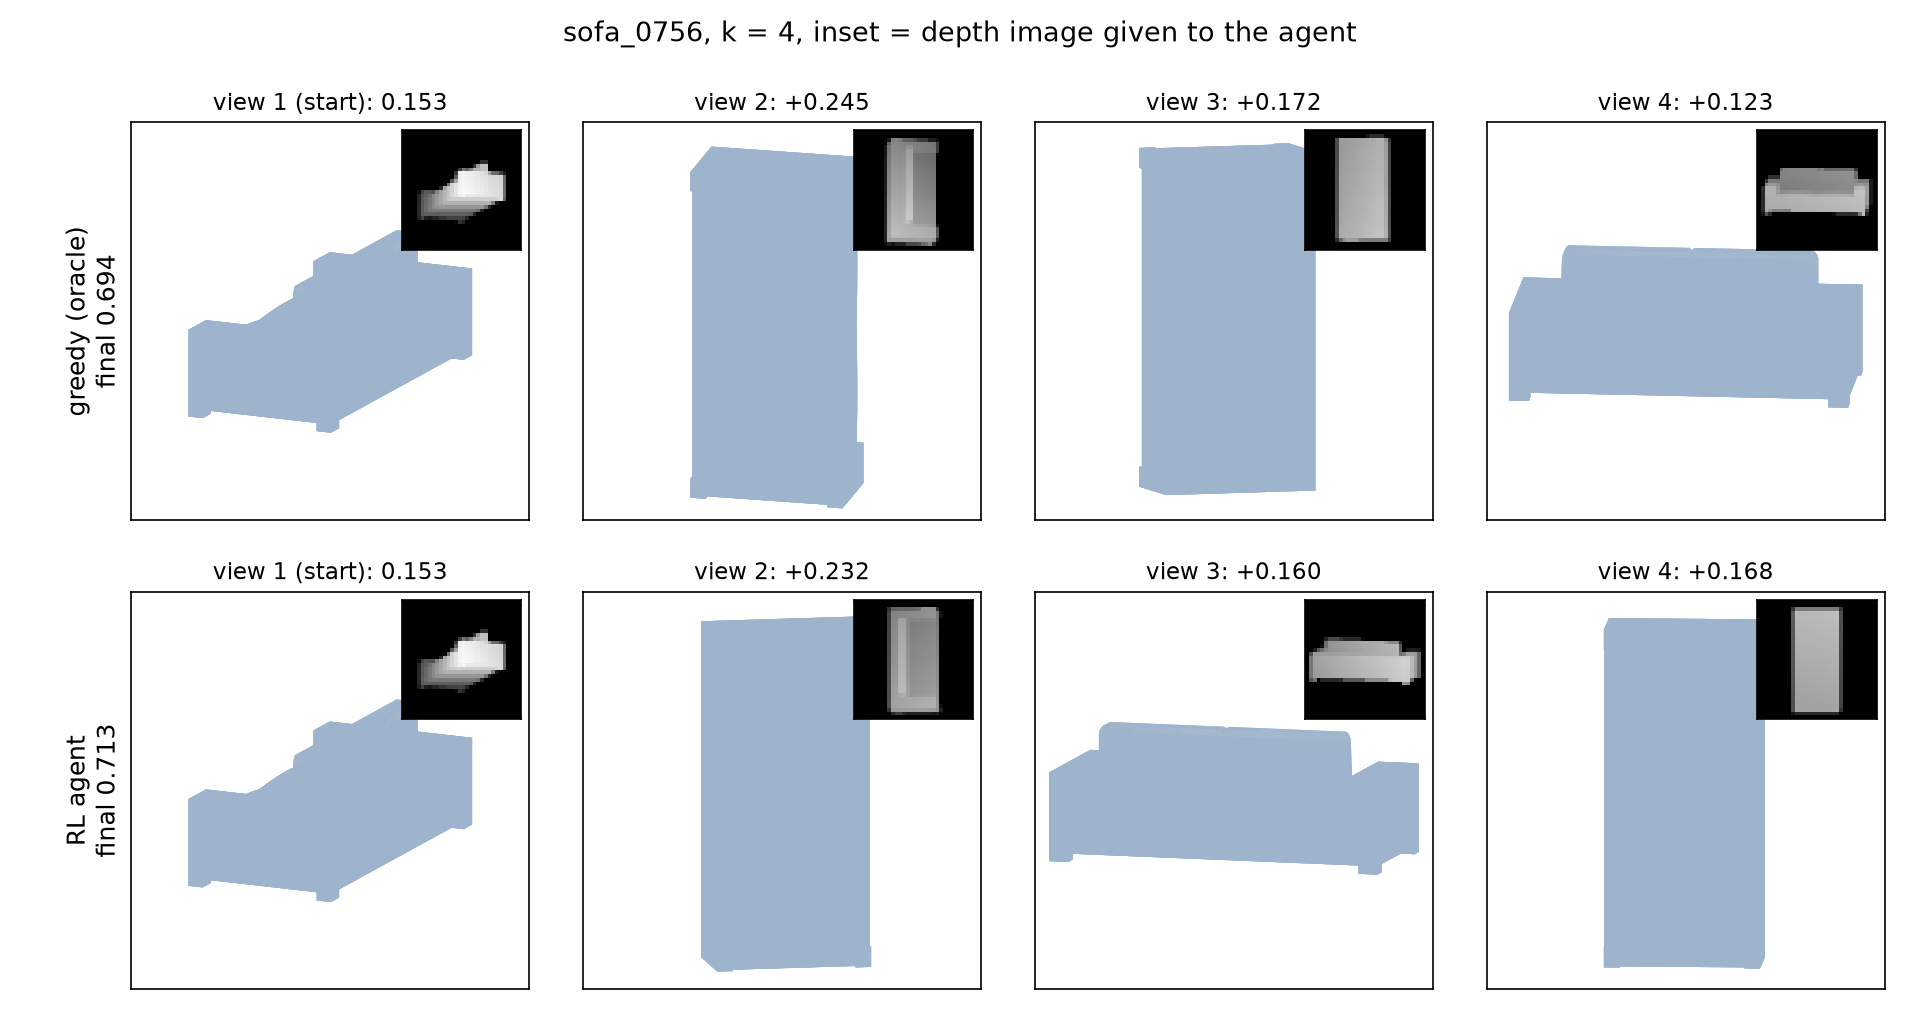 sofa_0756, k = 4, inset = depth image given to the agent
greedy (oracle)
final 0.694
view 1 (start): 0.153
view 2: +0.245
view 3: +0.172
view 4: +0.123
RL agent
final 0.713
view 1 (start): 0.153
view 2: +0.232
view 3: +0.160
view 4: +0.168